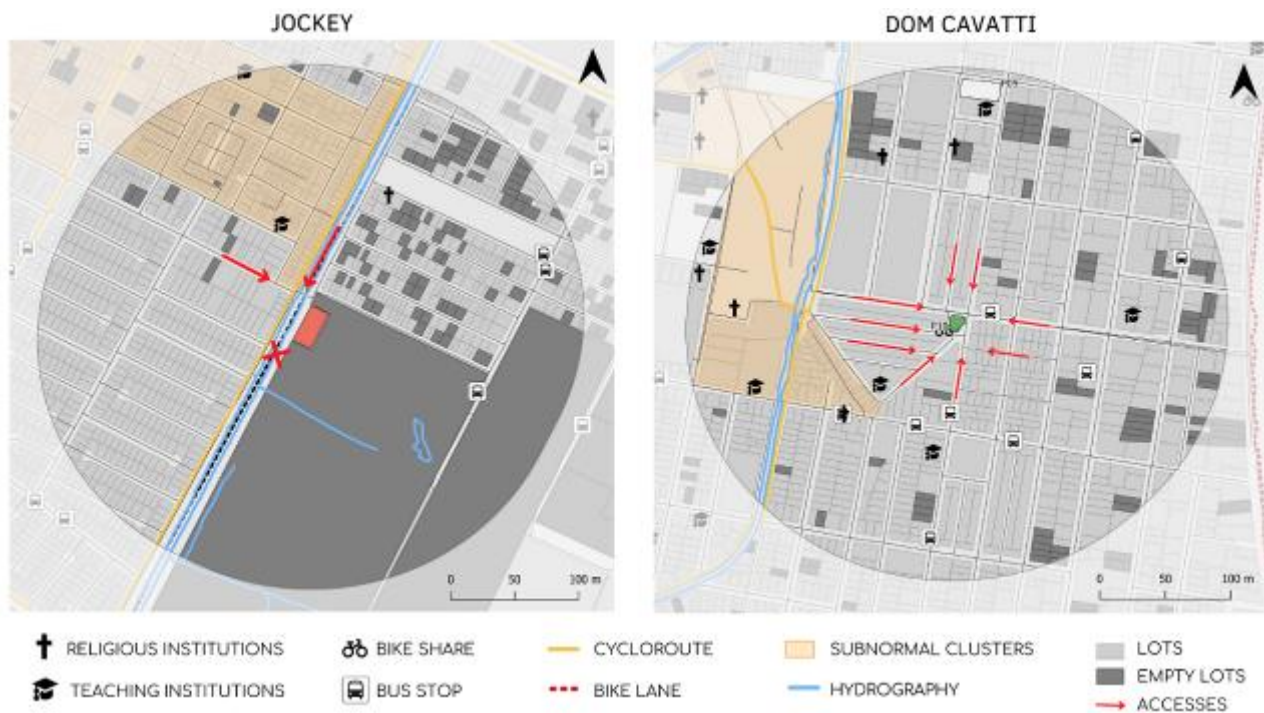 JOCKEY
DOM CAVATTI
0 50 100 m
0 50 100 m
RELIGIOUS INSTITUTIONS
BIKE SHARE
CYCLOROUTE
SUBNORMAL CLUSTERS
LOTS
TEACHING INSTITUTIONS
BUS STOP
BIKE LANE
HYDROGRAPHY
EMPTY LOTS
ACCESSES